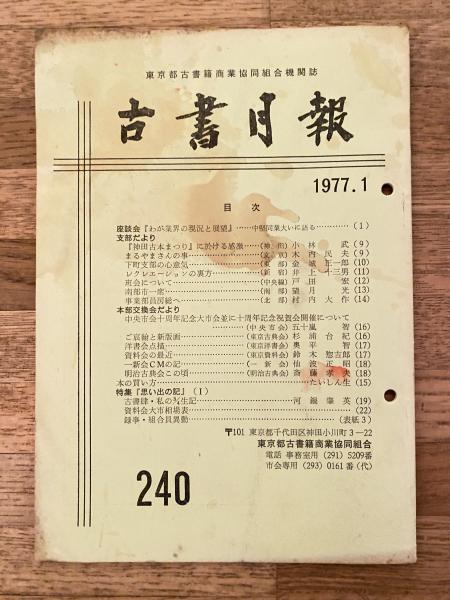 東京都古書籍商業協同組合機関誌
古書月報
1977.1
目次
座談会『わが業界の現況と展望』……中堅同業大いに語る………(1)
支部だより
『神田古本まつり』に於ける感激……(神田)小林 武(9)
まるやまさんの事………(文京)木内民夫(9)
下町支部の心意気………(東部)金城正一郎(10)
レクレエーションの裏方………(新宿)井上十三男(11)
班会について………(中央線)戸田 宏(12)
南部市一席………(南部)望月 光(13)
事業部員房総へ………(北部)村内大作(14)
本部交換会だより
中央市会十周年記念大市会並に十周年記念祝賀会開催について
………(中央市会)五十嵐 智(16)
ご宸翰と新版画………(東京古典会)杉浦台紀(16)
洋書会点描………(東京洋書会)奥平 智(17)
資料会の最近………(東京資料会)鈴木惣吉郎(17)
一新会CMの記………(一新会)仙波正昭(18)
明治古典会この頃………(明治古典会)斎藤孝夫(18)
本の買い方………たいしん生(15)
特集『思い出の記』(Ⅰ)
古書肆・私の¾生記………河鍋肇英(19)
資料会大市相場表………(22)
録事・組合員異動………(表紙3)
〒101 東京都千代田区神田小川町3-22
東京都古書籍商業協同組合
電話 事務室用(291)5209番
市会専用(293)0161番(代)
240